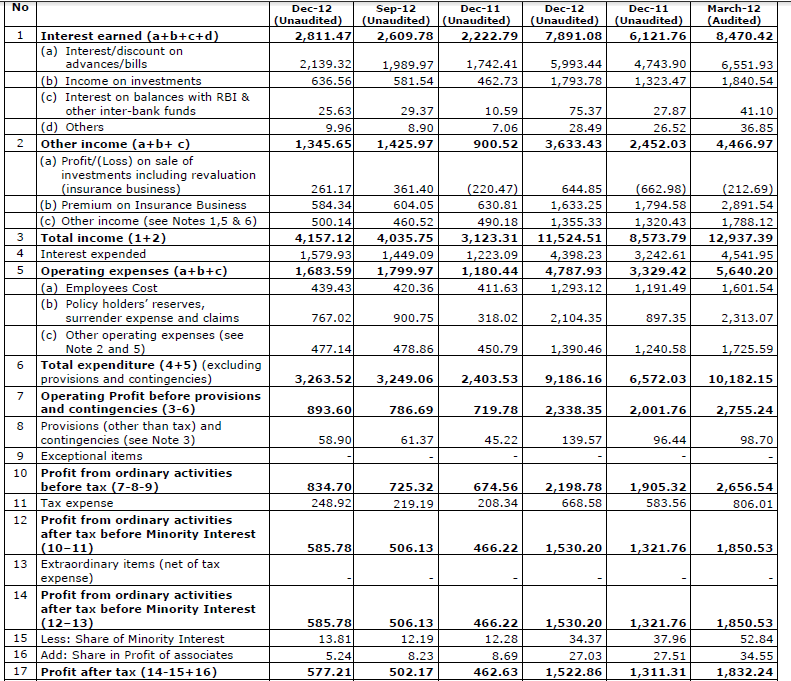 No Dec-12 Sep-12 Dec-11 Dec-12 Dec-11 March-12
(Unaudited) (Unaudited) (Unaudited) (Unaudited) (Unaudited) (Audited)
1 Interest earned (a+b+c+d) 2,811.47 2,609.78 2,222.79 7,891.08 6,121.76 8,470.42
(a) Interest/discount on
advances/bills 2,139.32 1,989.97 1,742.41 5,993.44 4,743.90 6,551.93
(b) Income on investments 636.56 581.54 462.73 1,793.78 1,323.47 1,840.54
(c) Interest on balances with RBI &
other inter-bank funds 25.63 29.37 10.59 75.37 27.87 41.10
(d) Others 9.96 8.90 7.06 28.49 26.52 36.85
2 Other income (a+b+ c) 1,345.65 1,425.97 900.52 3,633.43 2,452.03 4,466.97
(a) Profit/(Loss) on sale of
investments including revaluation
(insurance business) 261.17 361.40 (220.47) 644.85 (662.98) (212.69)
(b) Premium on Insurance Business 584.34 604.05 630.81 1,633.25 1,794.58 2,891.54
(c) Other income (see Notes 1,5 & 6) 500.14 460.52 490.18 1,355.33 1,320.43 1,788.12
3 Total income (1+2) 4,157.12 4,035.75 3,123.31 11,524.51 8,573.79 12,937.39
4 Interest expended 1,579.93 1,449.09 1,223.09 4,398.23 3,242.61 4,541.95
5 Operating expenses (a+b+c) 1,683.59 1,799.97 1,180.44 4,787.93 3,329.42 5,640.20
(a) Employees Cost 439.43 420.36 411.63 1,293.12 1,191.49 1,601.54
(b) Policy holders’ reserves,
surrender expense and claims 767.02 900.75 318.02 2,104.35 897.35 2,313.07
(c) Other operating expenses (see
Note 2 and 5) 477.14 478.86 450.79 1,390.46 1,240.58 1,725.59
6 Total expenditure (4+5) (excluding
provisions and contingencies) 3,263.52 3,249.06 2,403.53 9,186.16 6,572.03 10,182.15
7 Operating Profit before provisions
and contingencies (3-6) 893.60 786.69 719.78 2,338.35 2,001.76 2,755.24
8 Provisions (other than tax) and
contingencies (see Note 3) 58.90 61.37 45.22 139.57 96.44 98.70
9 Exceptional items - - - - - -
10 Profit from ordinary activities
before tax (7-8-9) 834.70 725.32 674.56 2,198.78 1,905.32 2,656.54
11 Tax expense 248.92 219.19 208.34 668.58 583.56 806.01
12 Profit from ordinary activities
after tax before Minority Interest
(10–11) 585.78 506.13 466.22 1,530.20 1,321.76 1,850.53
13 Extraordinary items (net of tax
expense) - - - - - -
14 Profit from ordinary activities
after tax before Minority Interest
(12–13) 585.78 506.13 466.22 1,530.20 1,321.76 1,850.53
15 Less: Share of Minority Interest 13.81 12.19 12.28 34.37 37.96 52.84
16 Add: Share in Profit of associates 5.24 8.23 8.69 27.03 27.51 34.55
17 Profit after tax (14-15+16) 577.21 502.17 462.63 1,522.86 1,311.31 1,832.24